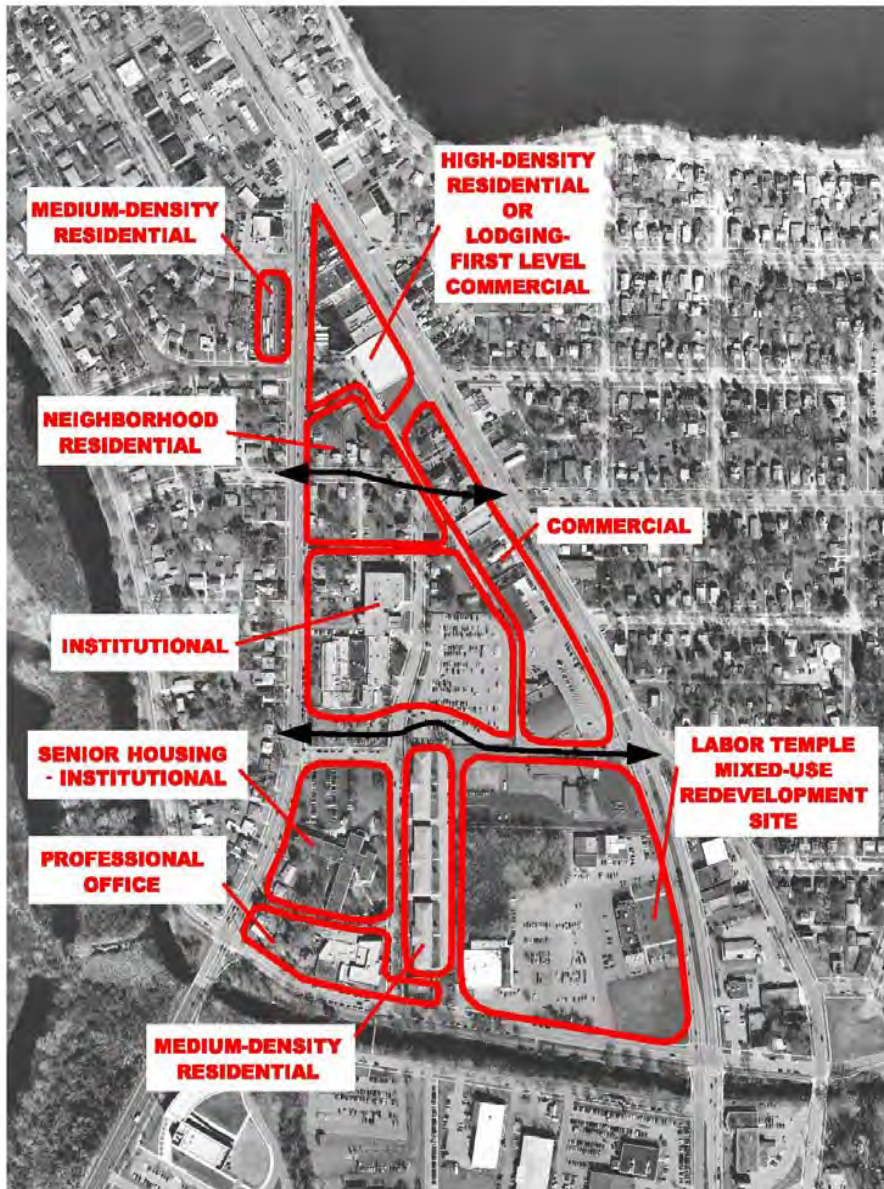 HIGH-DENSITY
RESIDENTIAL
OR
LODGING-
FIRST LEVEL
COMMERCIAL
MEDIUM-DENSITY
RESIDENTIAL
NEIGHBORHOOD
RESIDENTIAL
COMMERCIAL
INSTITUTIONAL
SENIOR HOUSING
- INSTITUTIONAL
LABOR TEMPLE
MIXED-USE
REDEVELOPMENT
SITE
PROFESSIONAL
OFFICE
MEDIUM-DENSITY
RESIDENTIAL